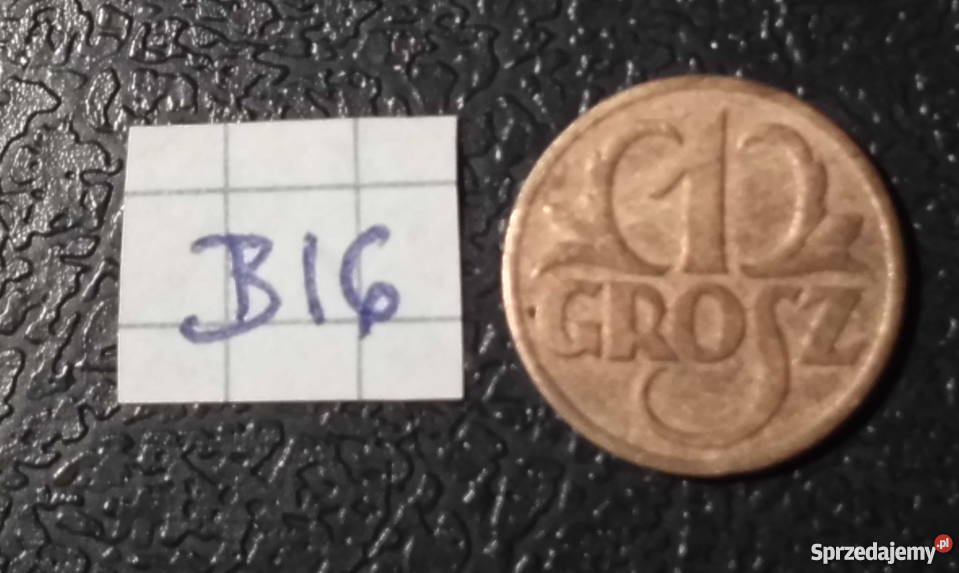 B16
1
GROSZ
Sprzedajemy.pl